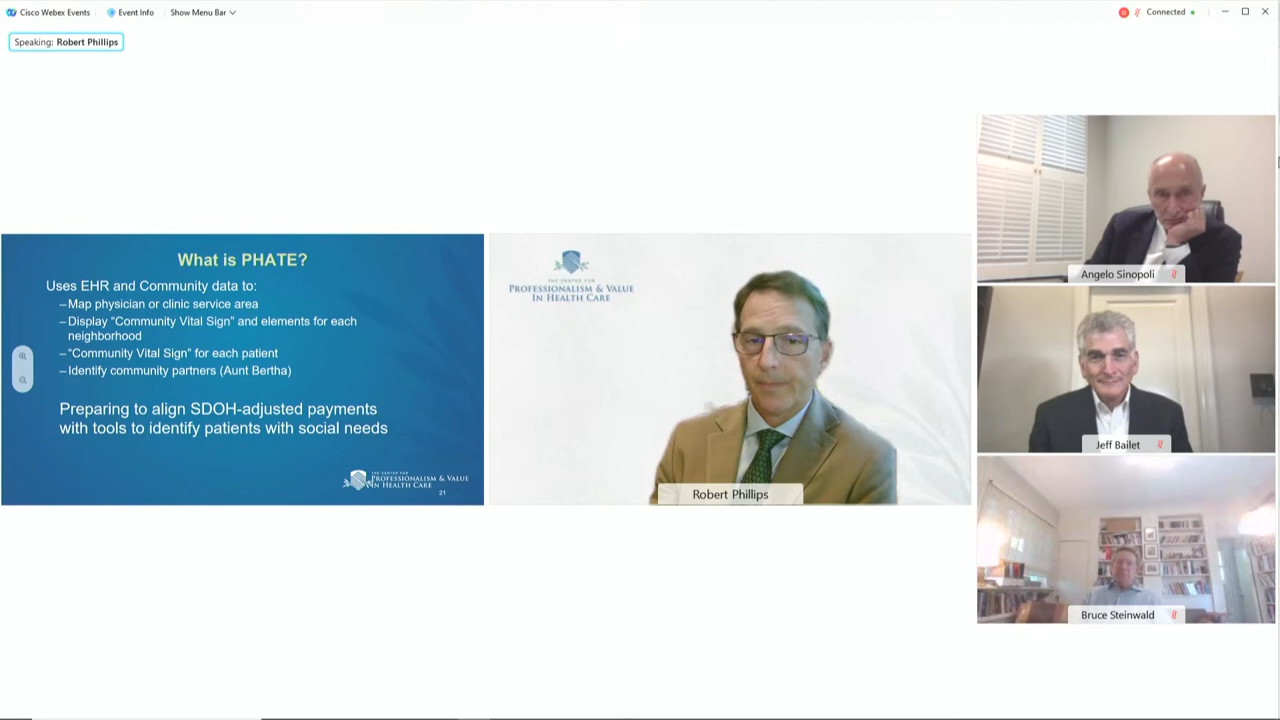 Cisco Webex Events
Event Info
Show Menu Bar
Connected
Speaking: Robert Phillips
What is PHATE?
Uses EHR and Community data to:
–Map physician or clinic service area
–Display “Community Vital Sign” and elements for each
neighborhood
–“Community Vital Sign” for each patient
–Identify community partners (Aunt Bertha)
Preparing to align SDOH-adjusted payments
with tools to identify patients with social needs
THE CENTER FOR
PROFESSIONALISM & VALUE
IN HEALTH CARE
21
THE CENTER FOR
PROFESSIONALISM & VALUE
IN HEALTH CARE
Robert Phillips
Angelo Sinopoli
Jeff Bailet
Bruce Steinwald